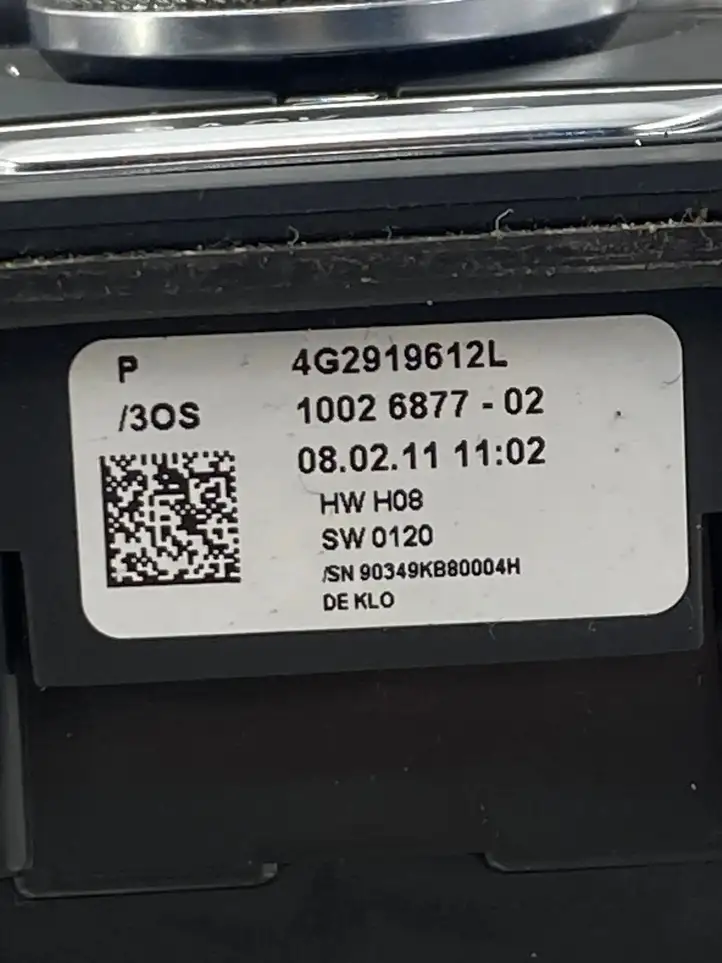 P 4G2919612L
/3OS 1002 6877 - 02
08.02.11 11:02
HW H08
SW 0120
/SN 90349KB80004H
DE KLO